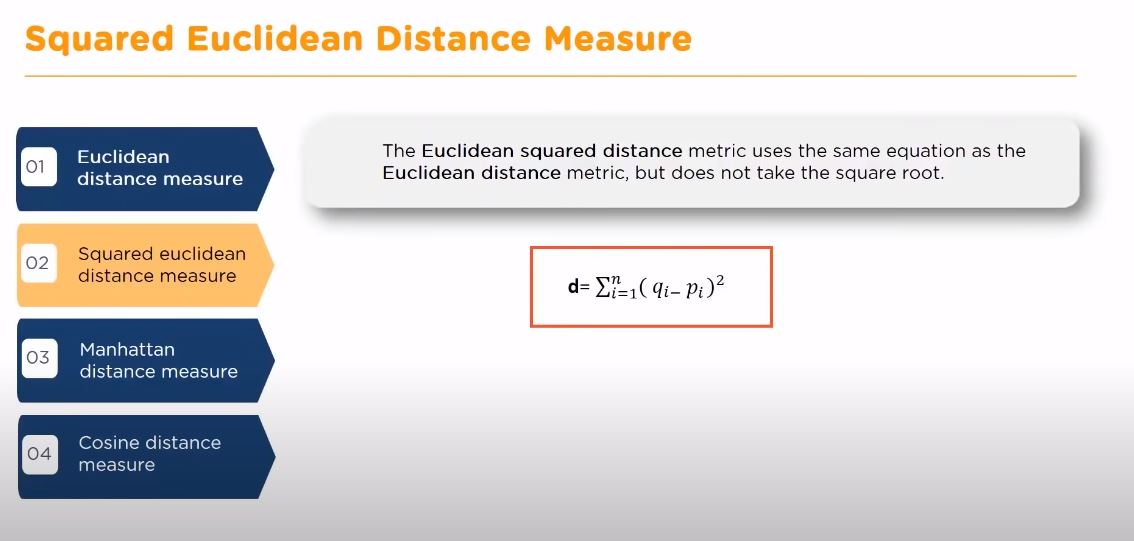 Squared Euclidean Distance Measure
01
Euclidean
distance measure
02
Squared euclidean
distance measure
03
Manhattan
distance measure
04
Cosine distance
measure
The Euclidean squared distance metric uses the same equation as the
Euclidean distance metric, but does not take the square root.
d= ∑ⁿᵢ₌₁( qᵢ₋ pᵢ)²